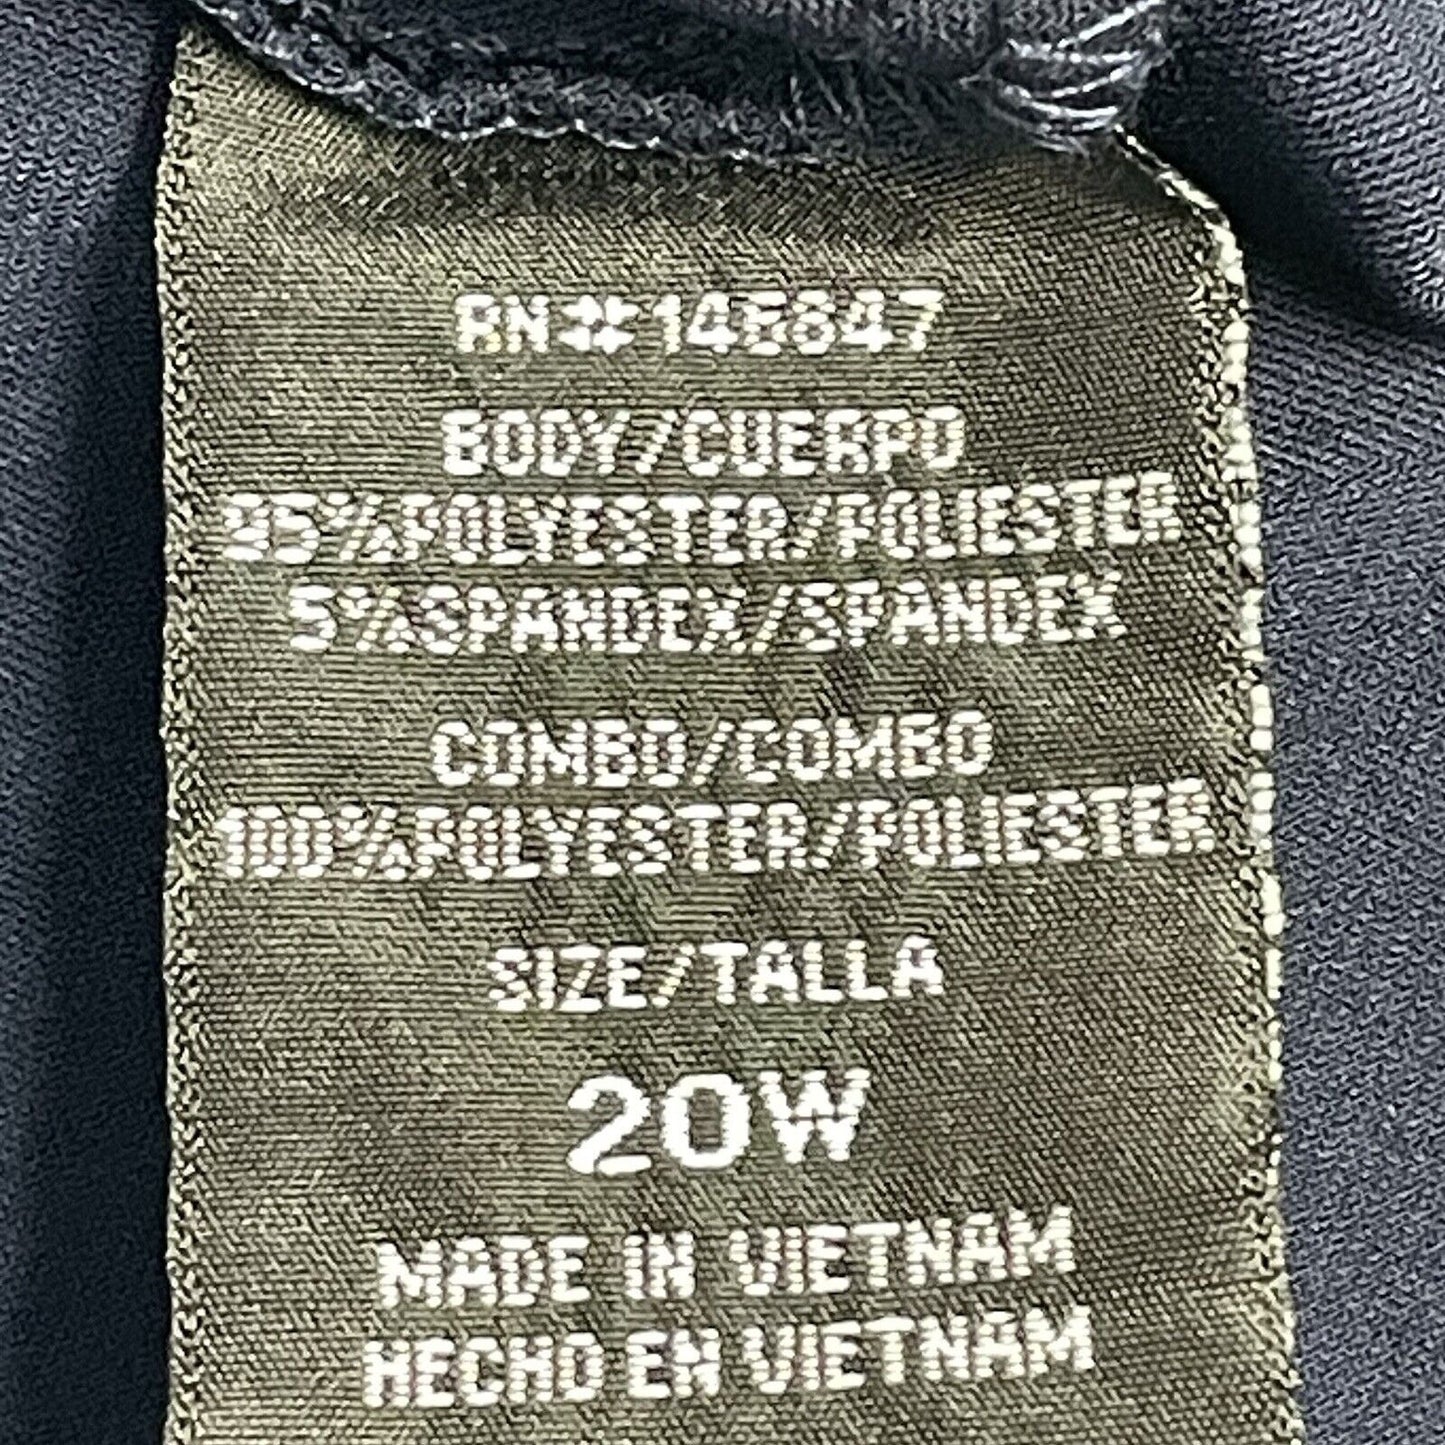 RN#145847
BODY/CUERPO
95%POLYESTER/POLIESTER
5%SPANDEX/SPANDEX
COMBO/COMBO
100%POLYESTER/POLIESTER
SIZE/TALLA
20W
MADE IN VIETNAM
HECHO EN VIETNAM